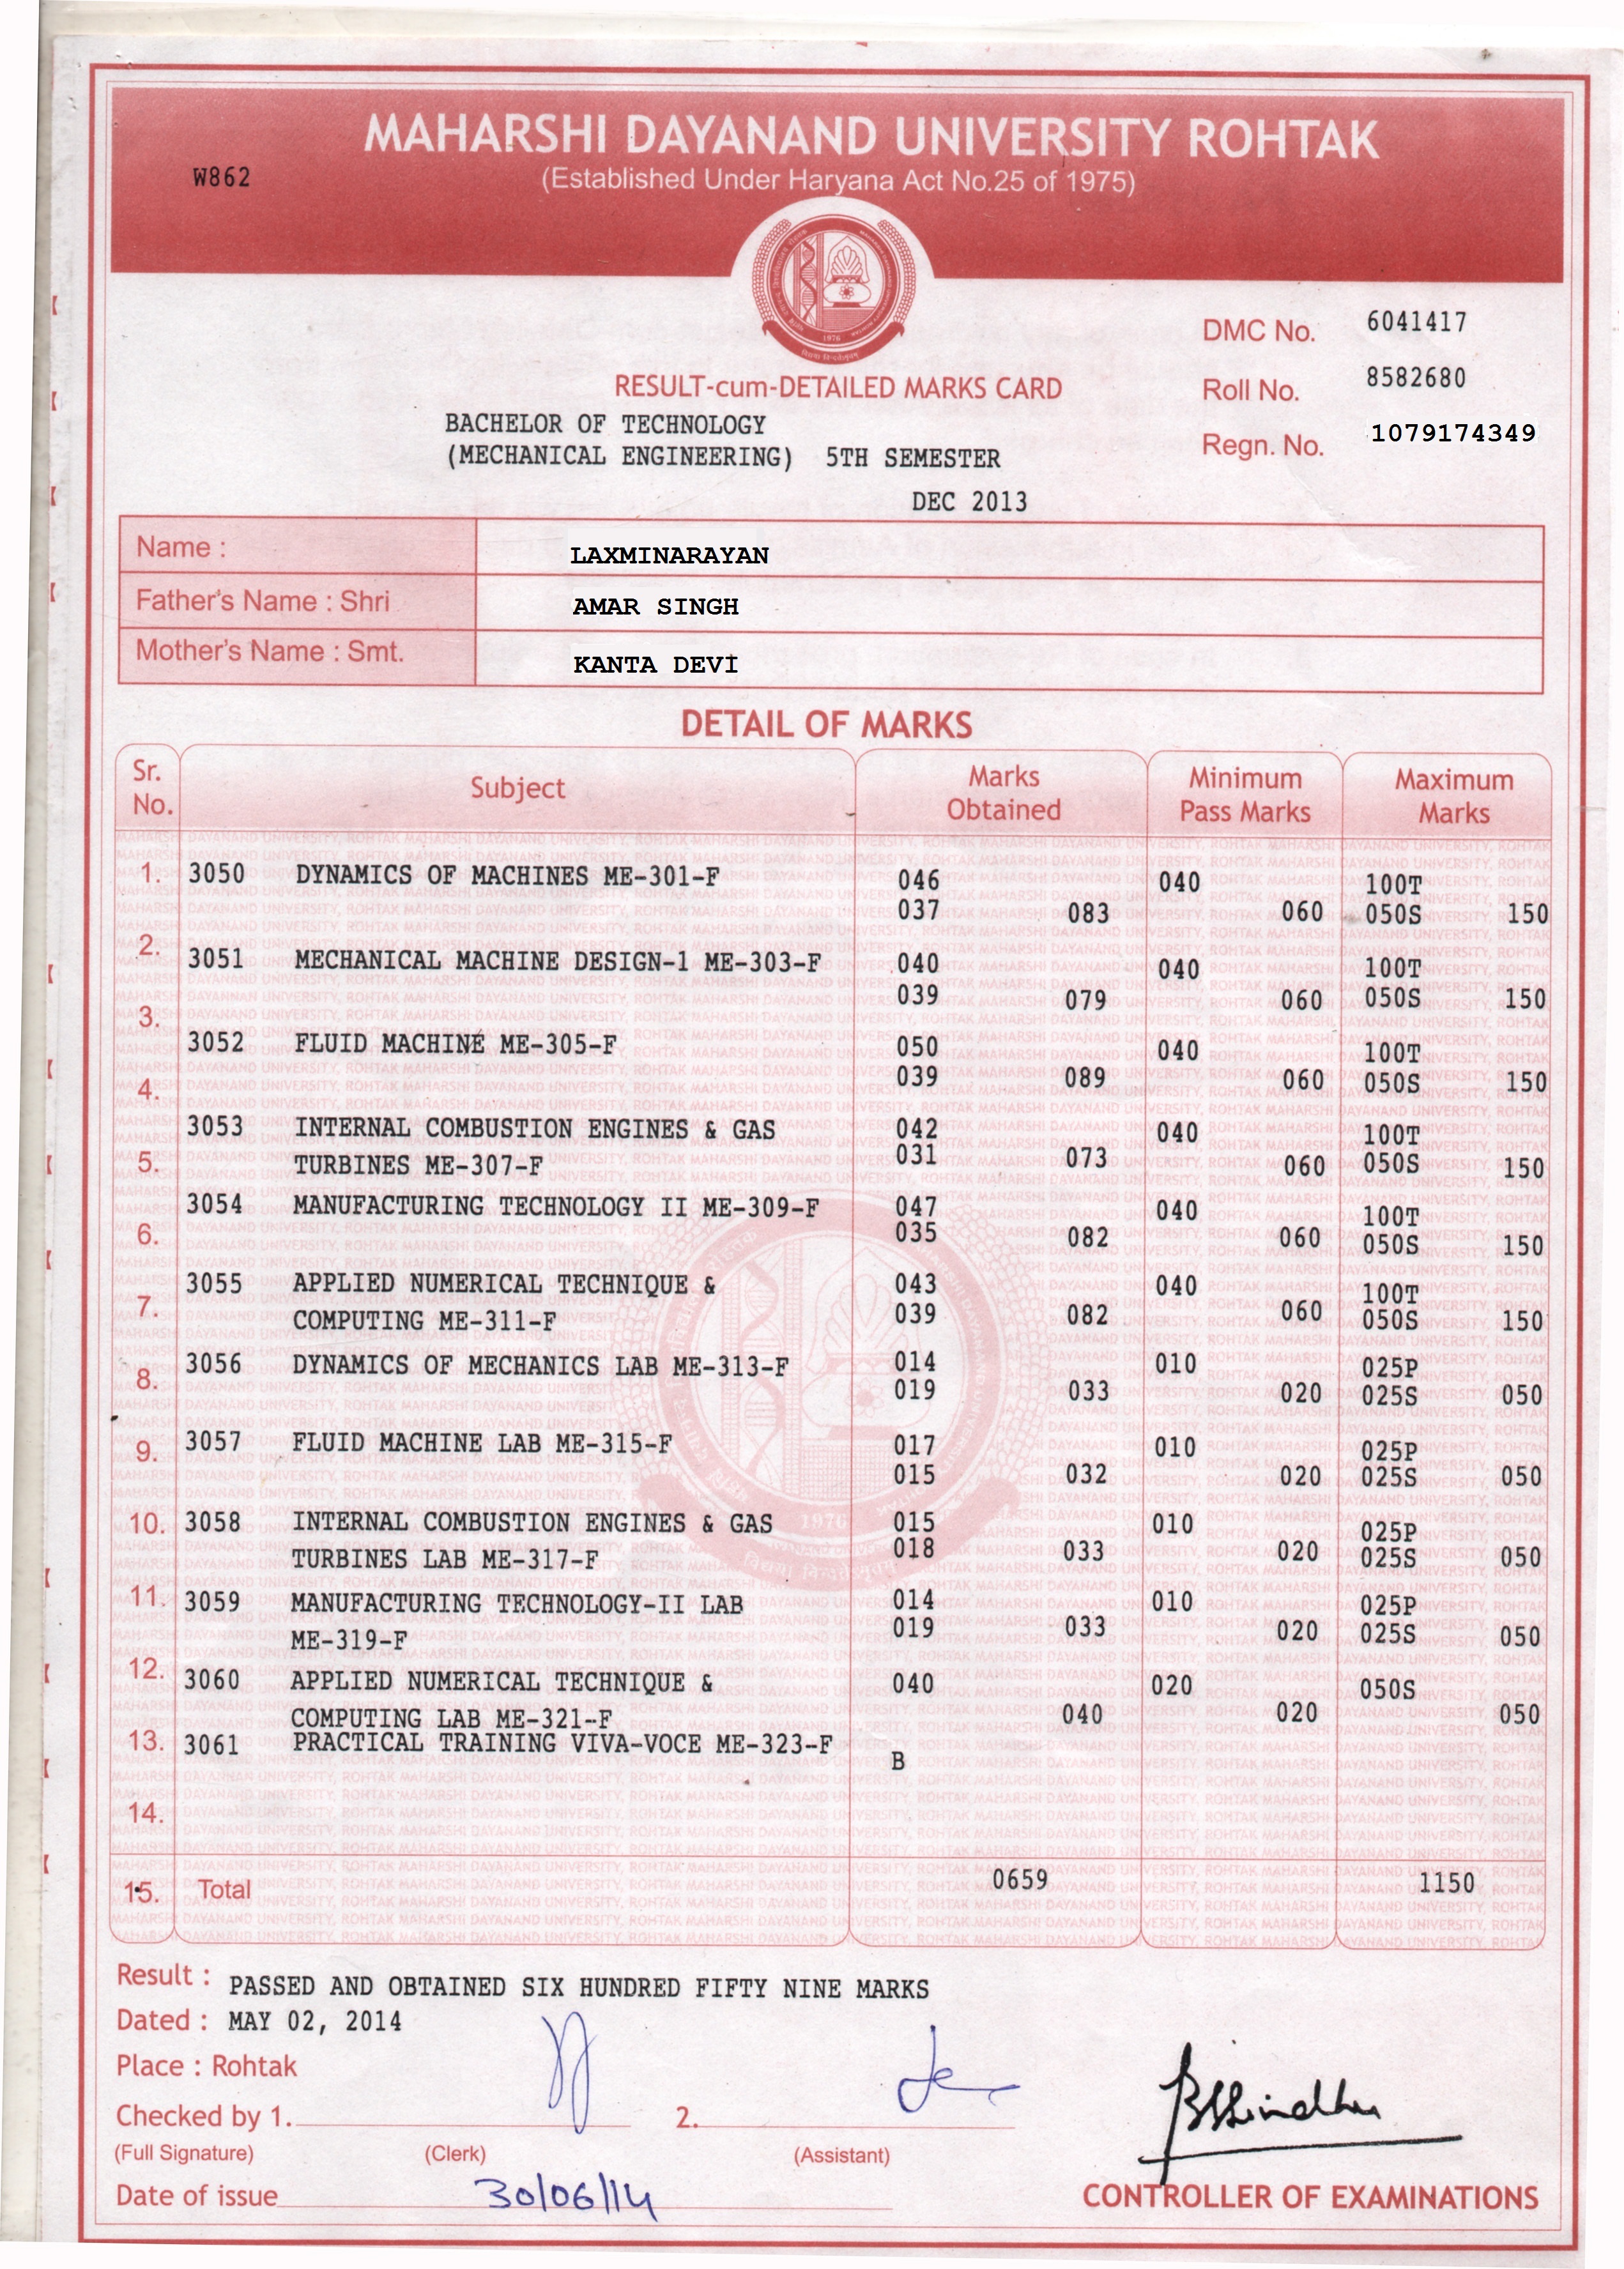 MAHARSHI DAYANAND UNIVERSITY ROHTAK
W862
(Established Under Haryana Act No.25 of 1975)
1976
DMC No. 6041417
RESULT-cum-DETAILED MARKS CARD
Roll No. 8582680
BACHELOR OF TECHNOLOGY
Regn. No. 1079174349
(MECHANICAL ENGINEERING) 5TH SEMESTER
DEC 2013
Name : LAXMINARAYAN
Father's Name : Shri AMAR SINGH
Mother's Name : Smt. KANTA DEVI
DETAIL OF MARKS
Sr. No. Subject Marks Obtained Minimum Pass Marks Maximum Marks
1. 3050 DYNAMICS OF MACHINES ME-301-F 046 040 100T
037 083 060 050S 150
2. 3051 MECHANICAL MACHINE DESIGN-1 ME-303-F 040 040 100T
039 079 060 050S 150
3.
3052 FLUID MACHINE ME-305-F 050 040 100T
039 089 060 050S 150
4.
3053 INTERNAL COMBUSTION ENGINES & GAS 042 040 100T
5. TURBINES ME-307-F 031 073 060 050S 150
3054 MANUFACTURING TECHNOLOGY II ME-309-F 047 040 100T
6. 035 082 060 050S 150
3055 APPLIED NUMERICAL TECHNIQUE & 043 040 100T
7. COMPUTING ME-311-F 039 082 060 050S 150
3056 DYNAMICS OF MECHANICS LAB ME-313-F 014 010 025P
8. 019 033 020 025S 050
9. 3057 FLUID MACHINE LAB ME-315-F 017 010 025P
015 032 020 025S 050
10. 3058 INTERNAL COMBUSTION ENGINES & GAS 015 010 025P
TURBINES LAB ME-317-F 018 033 020 025S 050
11. 3059 MANUFACTURING TECHNOLOGY-II LAB 014 010 025P
ME-319-F 019 033 020 025S 050
12. 3060 APPLIED NUMERICAL TECHNIQUE & 040 020 050S
COMPUTING LAB ME-321-F 040 020 050
13. 3061 PRACTICAL TRAINING VIVA-VOCE ME-323-F B
14.
15. Total 0659 1150
Result : PASSED AND OBTAINED SIX HUNDRED FIFTY NINE MARKS
Dated : MAY 02, 2014
Place : Rohtak
Checked by 1. 2.
(Full Signature) (Clerk) (Assistant)
Date of issue 30/06/14 CONTROLLER OF EXAMINATIONS